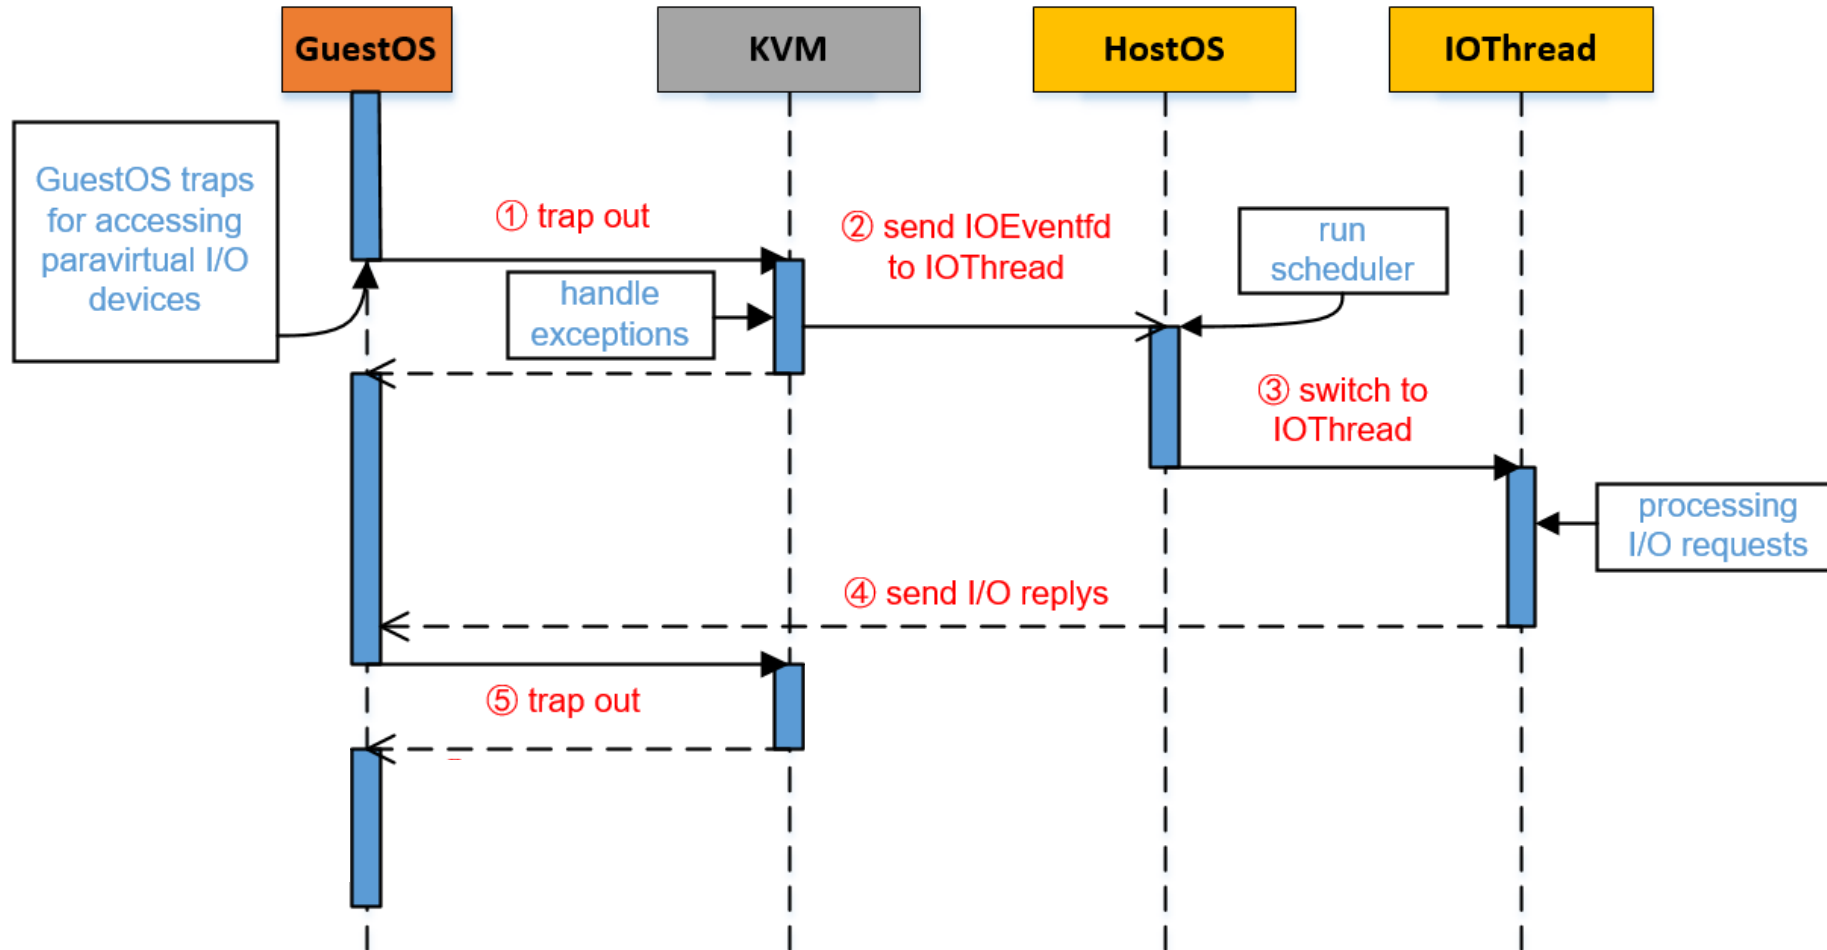 GuestOS
KVM
HostOS
IOThread
GuestOS traps
for accessing
paravirtual I/O
devices
① trap out
② send IOEventfd
to IOThread
run
scheduler
handle
exceptions
③ switch to
IOThread
processing
I/O requests
④ send I/O replys
⑤ trap out